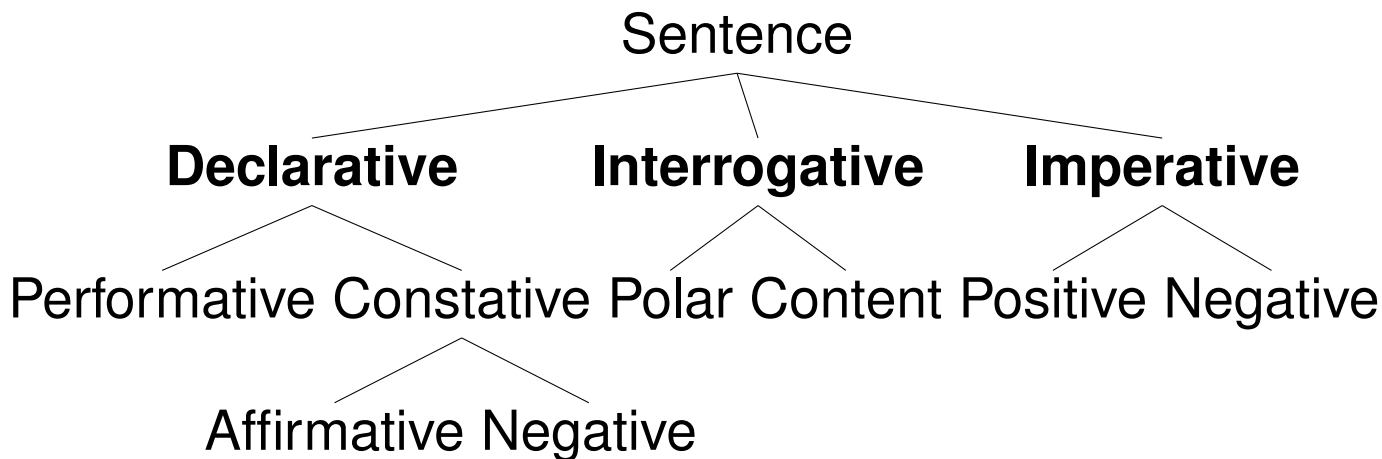 Sentence
Declarative Interrogative Imperative
Performative Constative Polar Content Positive Negative
Affirmative Negative